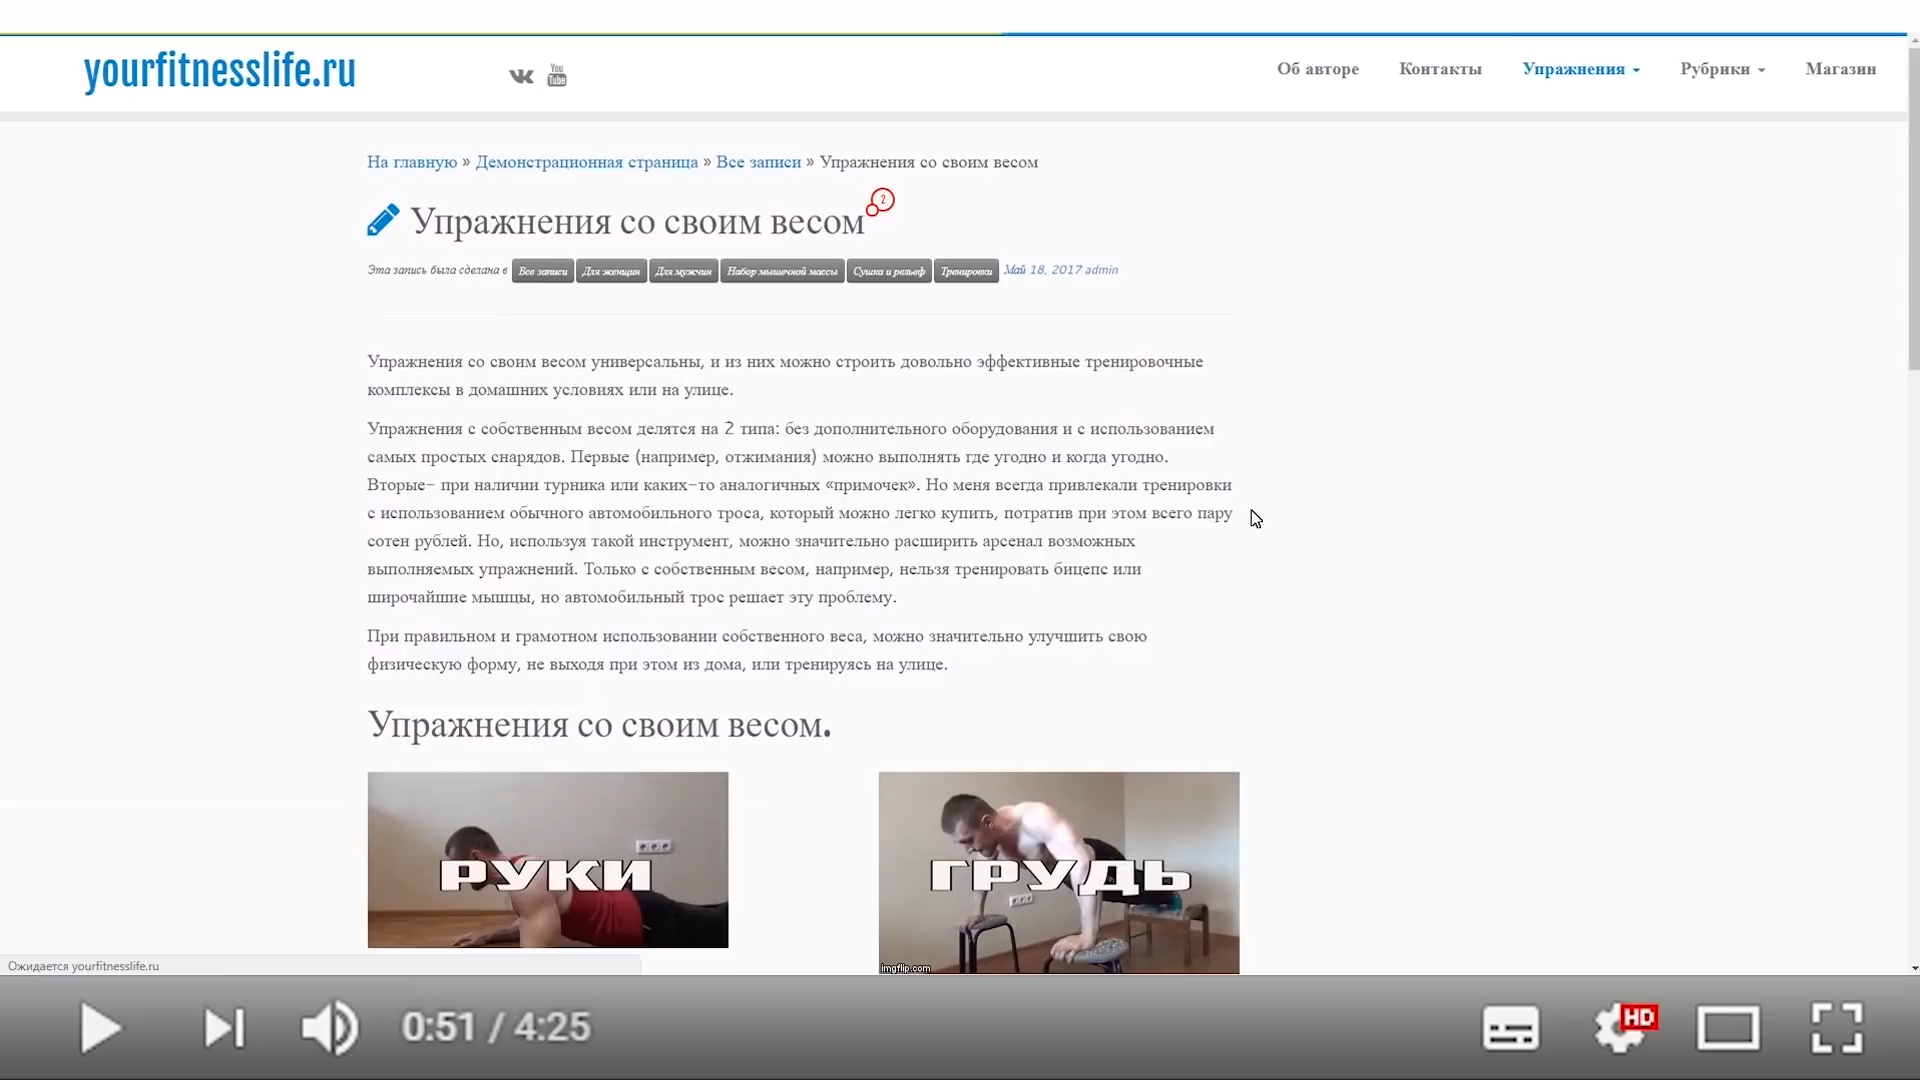 yourfitnesslife.ru
You
Tube
Об авторе
Контакты
Упражнения
Рубрики
Магазин
На главную » Демонстрационная страница » Все записи » Упражнения со своим весом
Упражнения со своим весом
2
Эта запись была сделана в Все записи Для женщин Для мужчин Набор мышечной массы Сушка и рельеф Тренировки Май 18, 2017 admin
Упражнения со своим весом универсальны, и из них можно строить довольно эффективные тренировочные
комплексы в домашних условиях или на улице.
Упражнения с собственным весом делятся на 2 типа: без дополнительного оборудования и с использованием
самых простых снарядов. Первые (например, отжимания) можно выполнять где угодно и когда угодно.
Вторые– при наличии турника или каких-то аналогичных «примочек». Но меня всегда привлекали тренировки
с использованием обычного автомобильного троса, который можно легко купить, потратив при этом всего пару
сотен рублей. Но, используя такой инструмент, можно значительно расширить арсенал возможных
выполняемых упражнений. Только с собственным весом, например, нельзя тренировать бицепс или
широчайшие мышцы, но автомобильный трос решает эту проблему.
При правильном и грамотном использовании собственного веса, можно значительно улучшить свою
физическую форму, не выходя при этом из дома, или тренируясь на улице.
Упражнения со своим весом.
РУКИ
ГРУДЬ
imgflip.com
Ожидается yourfitnesslife.ru
0:51 / 4:25
HD